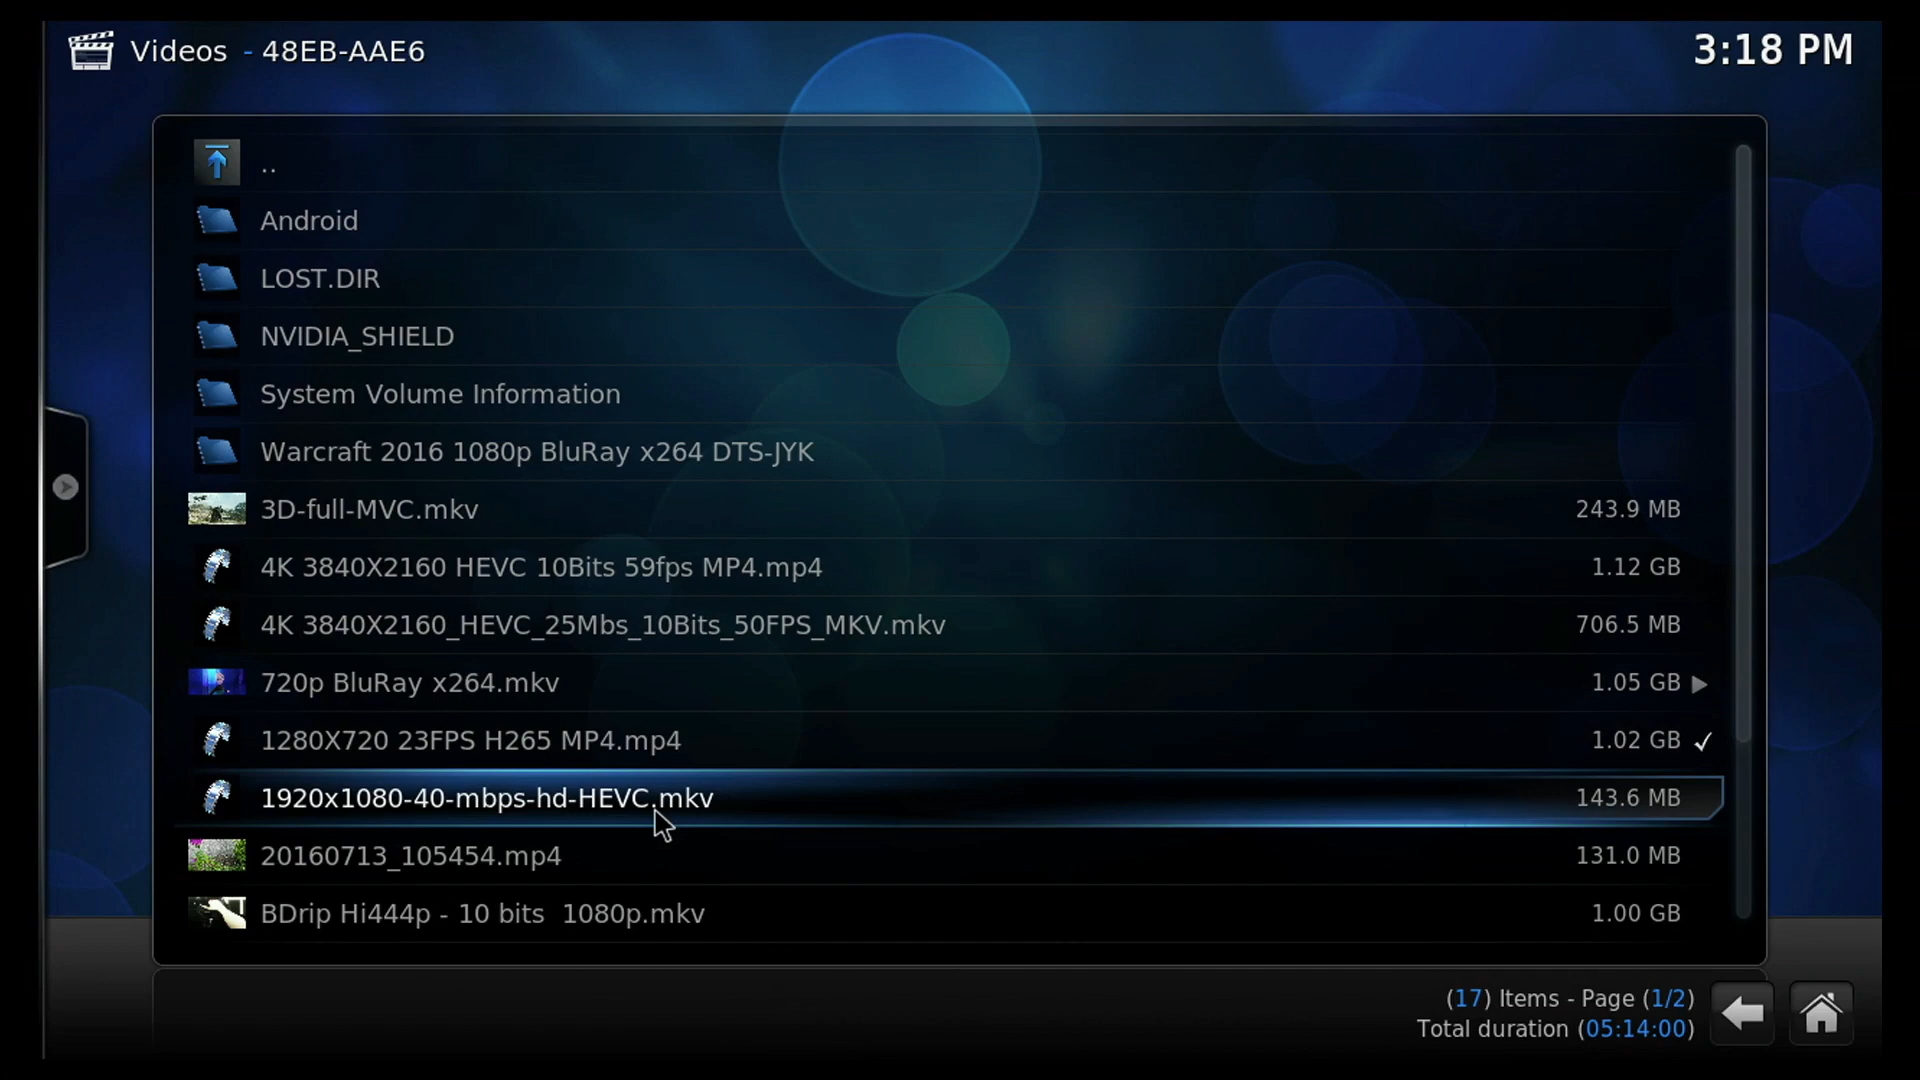 Videos - 48EB-AAE6
3:18 PM
..
Android
LOST.DIR
NVIDIA_SHIELD
System Volume Information
Warcraft 2016 1080p BluRay x264 DTS-JYK
3D-full-MVC.mkv 243.9 MB
4K 3840X2160 HEVC 10Bits 59fps MP4.mp4 1.12 GB
4K 3840X2160_HEVC_25Mbs_10Bits_50FPS_MKV.mkv 706.5 MB
720p BluRay x264.mkv 1.05 GB
1280X720 23FPS H265 MP4.mp4 1.02 GB
1920x1080-40-mbps-hd-HEVC.mkv 143.6 MB
20160713_105454.mp4 131.0 MB
BDrip Hi444p - 10 bits  1080p.mkv 1.00 GB
(17) Items - Page (1/2)
Total duration (05:14:00)